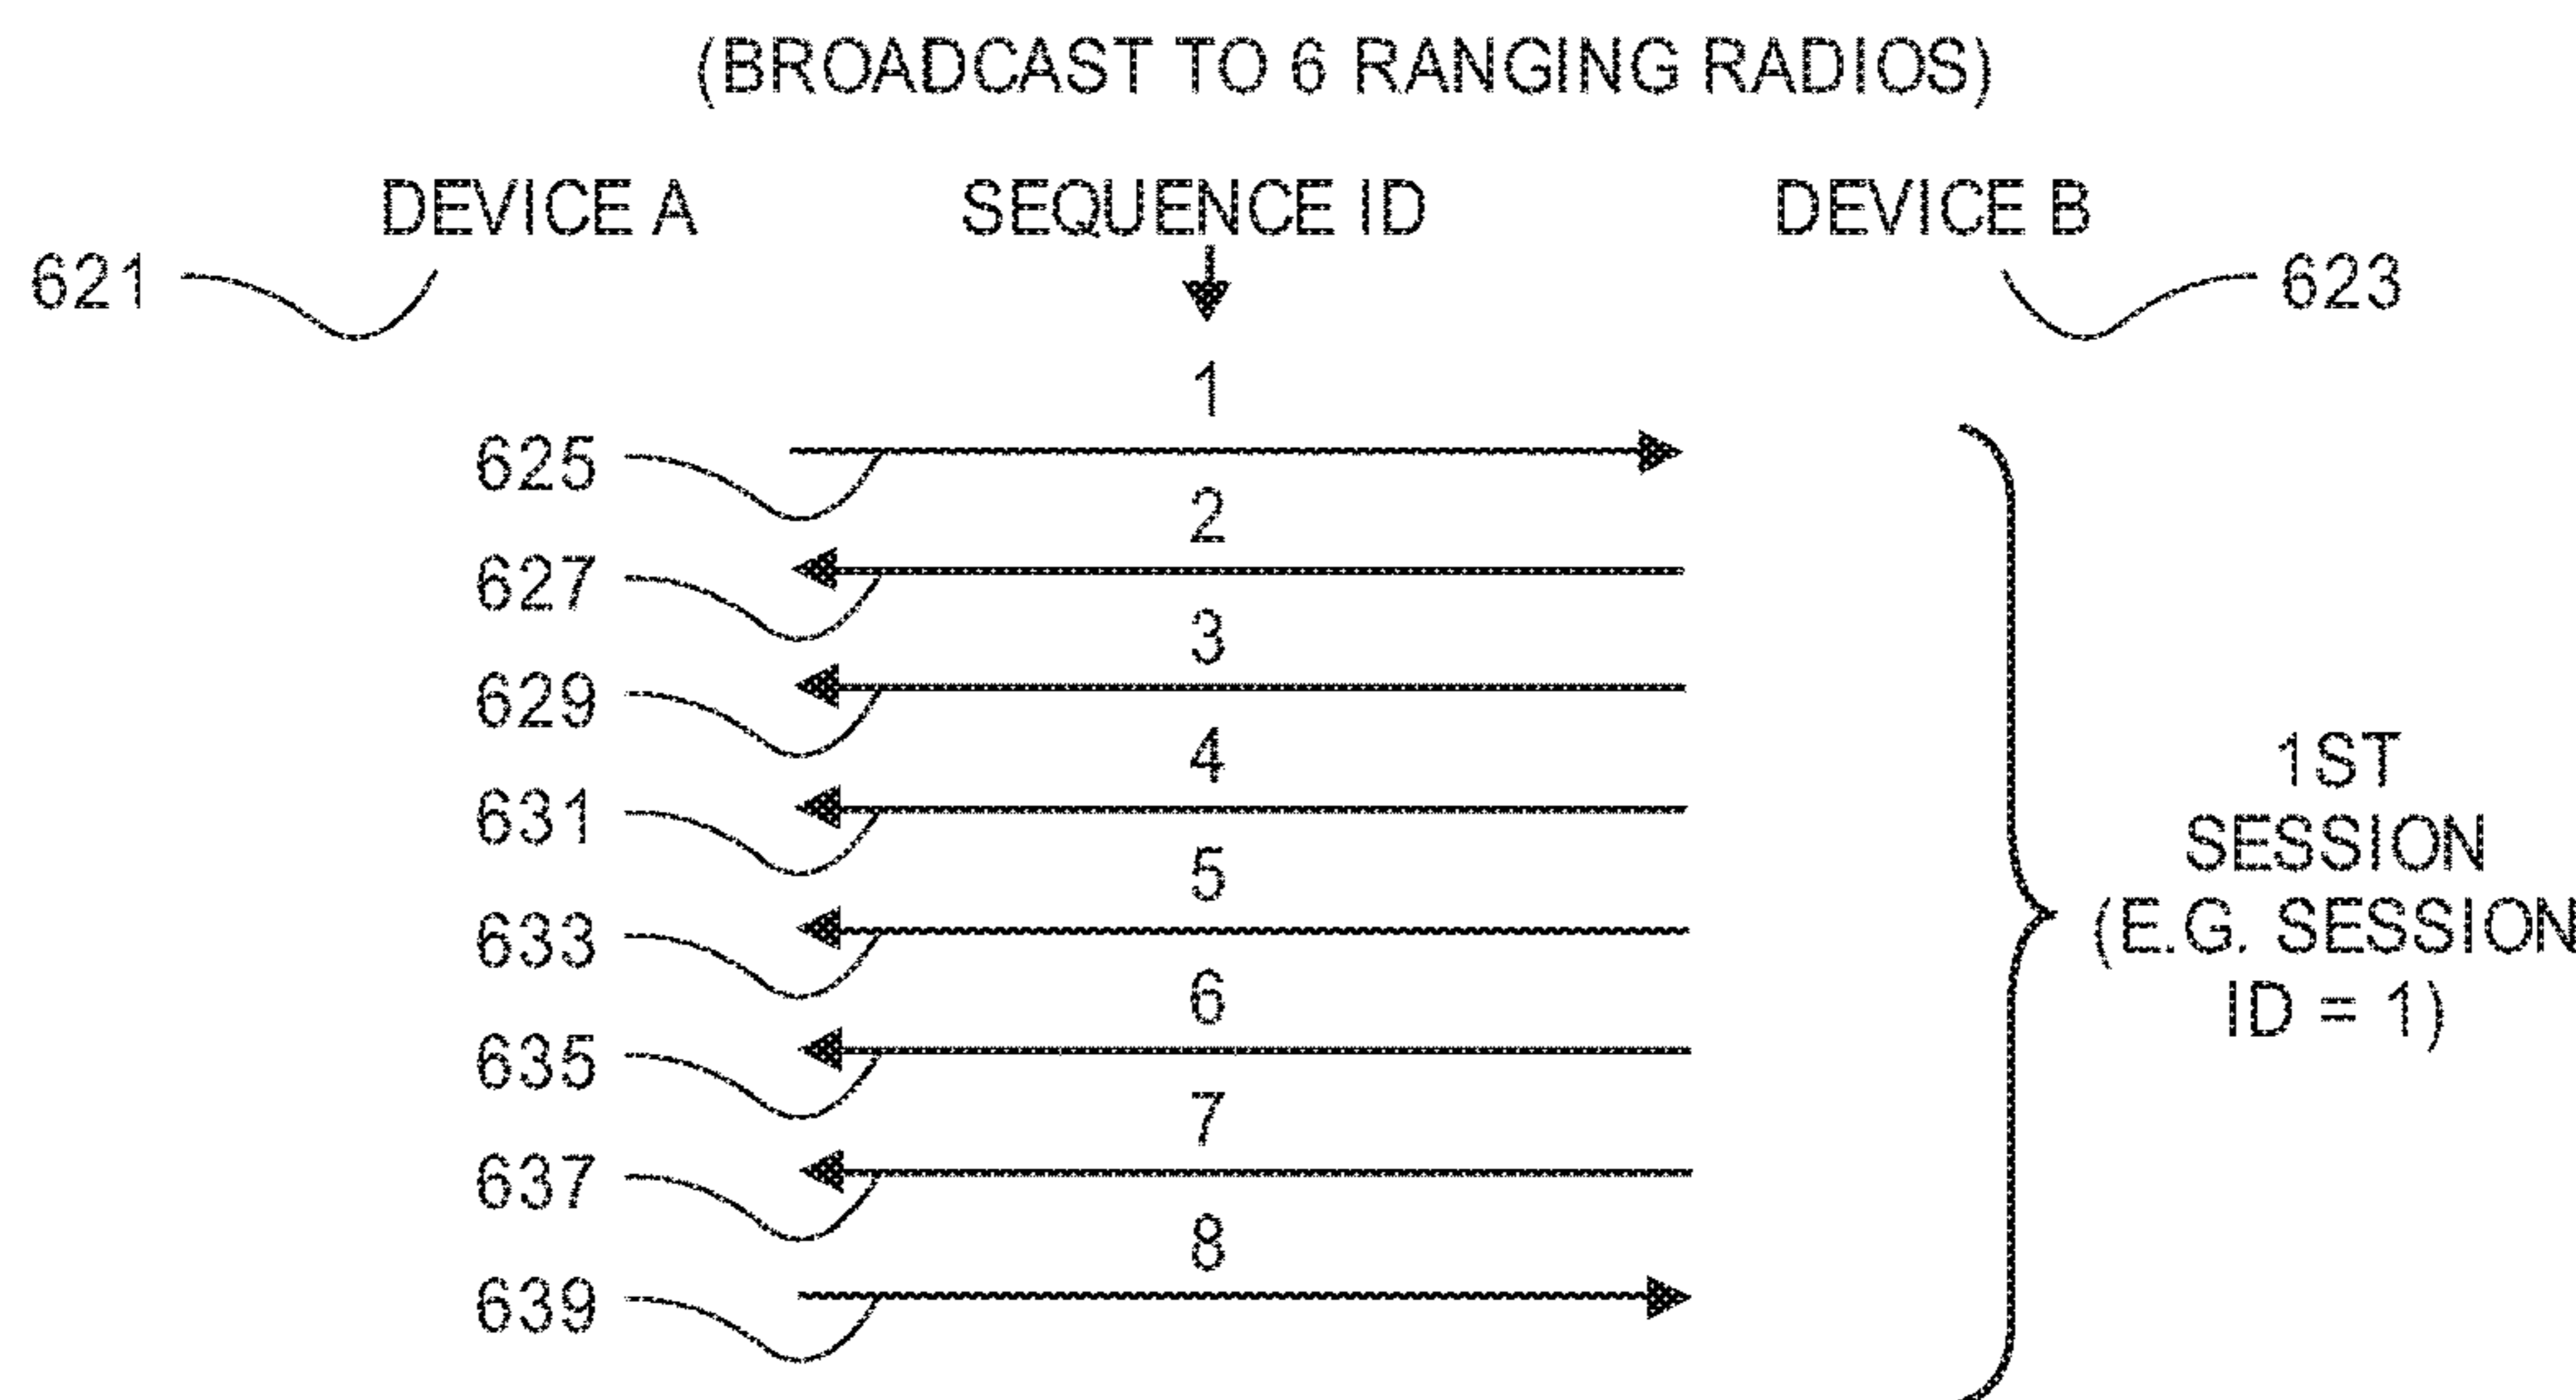 (BROADCAST TO 6 RANGING RADIOS)
DEVICE A SEQUENCE ID DEVICE B
621 623
1
625
2
627
3
629
4
631
5
633
6
635
7
637
8
639
1ST
SESSION
(E.G. SESSION
ID = 1)